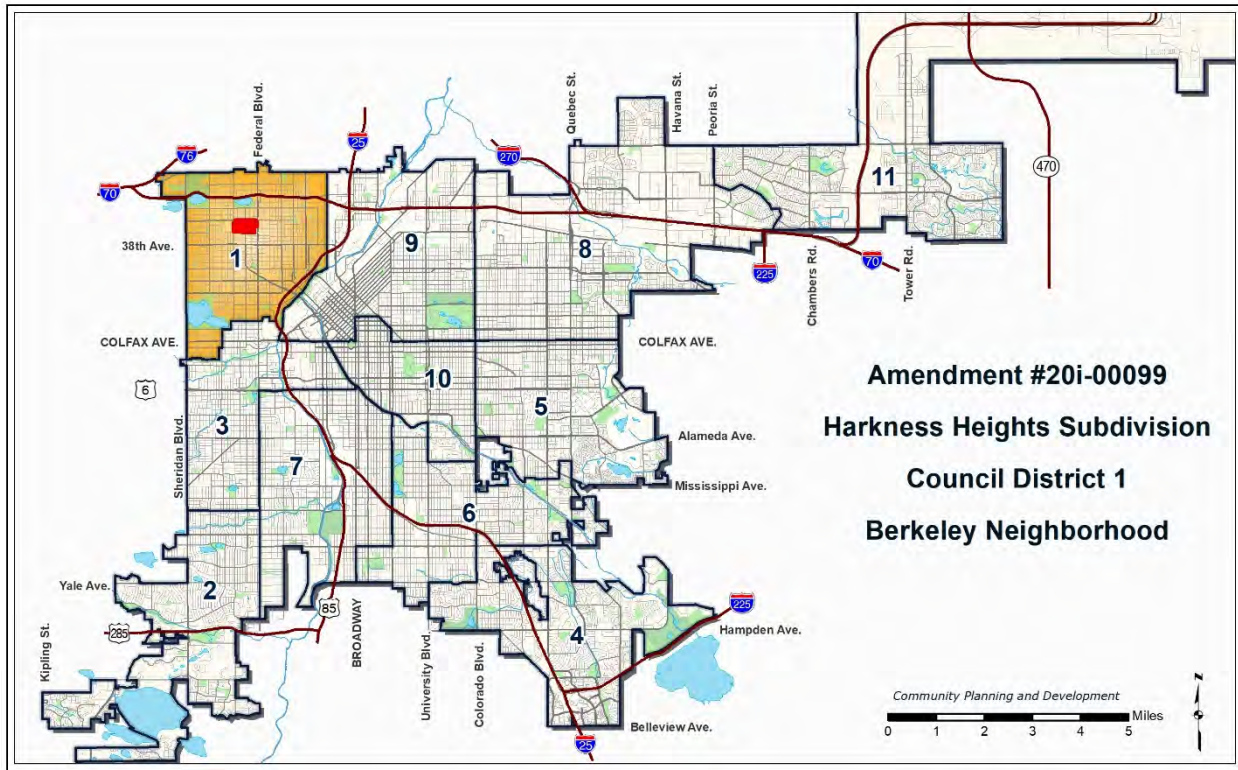 Federal Blvd.
25
76
70
38th Ave.
1
COLFAX AVE.
6
Sheridan Blvd.
3
7
2
Yale Ave.
285
85
Kipling St.
BROADWAY
University Blvd.
Colorado Blvd.
9
270
Quebec St.
Havana St.
Peoria St.
8
11
470
225
Chambers Rd.
70
Tower Rd.
COLFAX AVE.
10
5
Alameda Ave.
Mississippi Ave.
6
4
225
Hampden Ave.
Belleview Ave.
25
Amendment #20i-00099
Harkness Heights Subdivision
Council District 1
Berkeley Neighborhood
Community Planning and Development
Miles
0 1 2 3 4 5
N